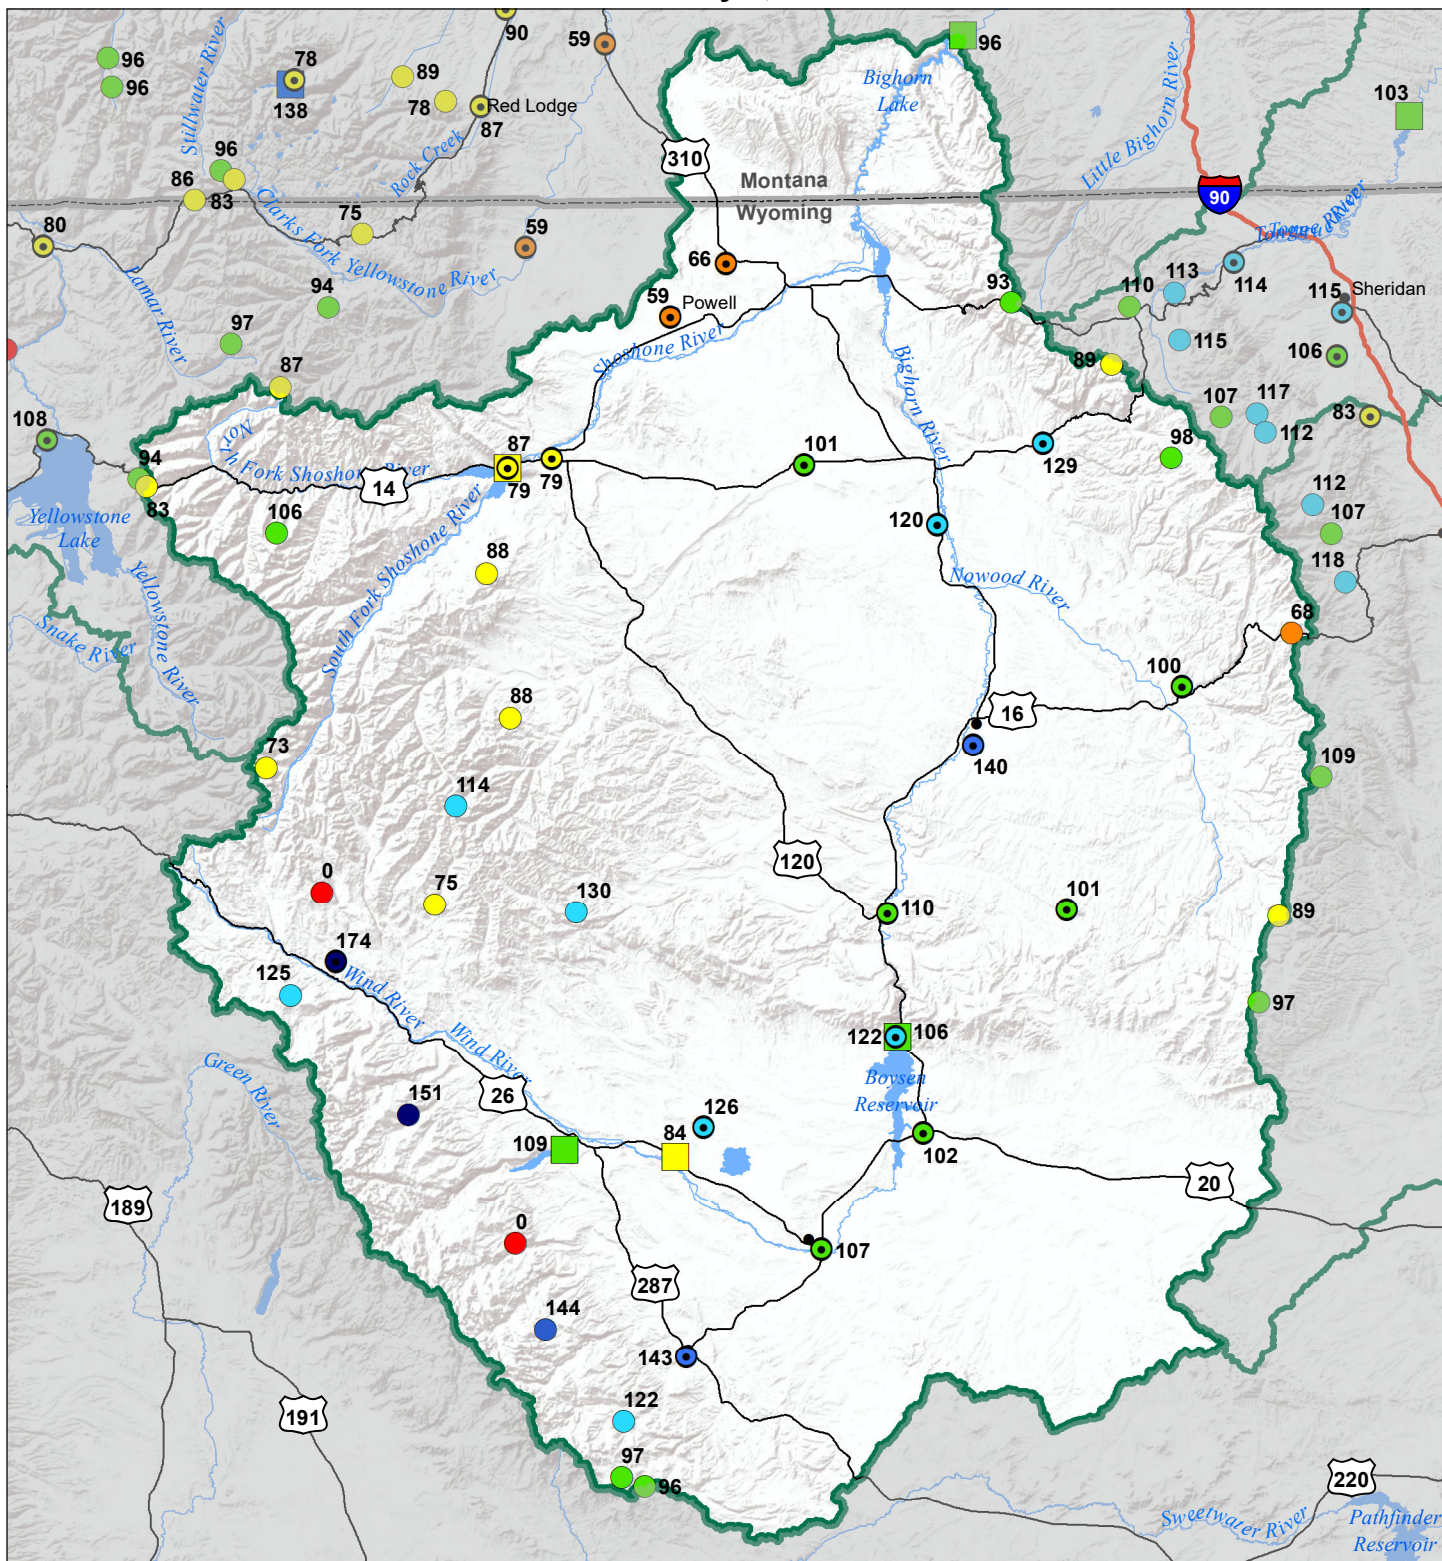 90
59
96
96
96
78
138
89
78
Red Lodge
87
Bighorn
Lake
103
Stillwater River
Little Bighorn River
Rock Creek
310
96
86
83
Montana
Wyoming
90
Clarks Fork Yellowstone River
75
80
59
Tongue River
Tongue River
66
113
114
110
93
94
59
Powell
115
Sheridan
Lamar River
97
Shoshone River
Bighorn River
115
106
89
87
107
117
112
83
108
North Fork Shoshone River
87
79
79
101
129
98
94
83
14
Yellowstone
Lake
106
South Fork Shoshone River
120
112
107
88
118
Yellowstone River
Nowood River
68
Snake River
100
88
16
73
140
109
114
120
0
75
130
110
101
89
174
Wind River
125
97
Wind River
122
106
Green River
Boysen
Reservoir
151
26
126
109
84
102
189
20
0
107
287
144
143
191
122
97
96
220
Sweetwater River
Pathfinder
Reservoir